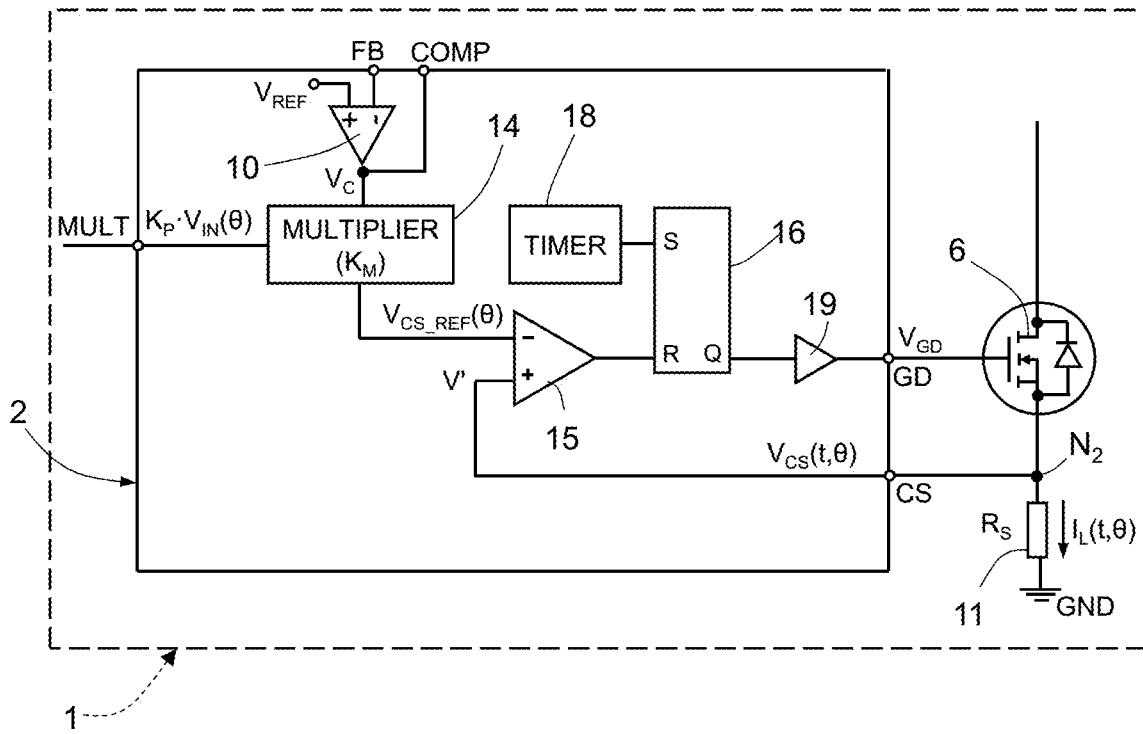 FB COMP
V_REF
+ -
10
14
18
V_C
MULT
K_P·V_IN(θ)
MULTIPLIER
(K_M)
TIMER
S
16
6
V_CS_REF(θ)
-
19
V_GD
R Q
V'
+
GD
15
2
V_CS(t,θ)
N_2
CS
R_S
I_L(t,θ)
11
GND
1